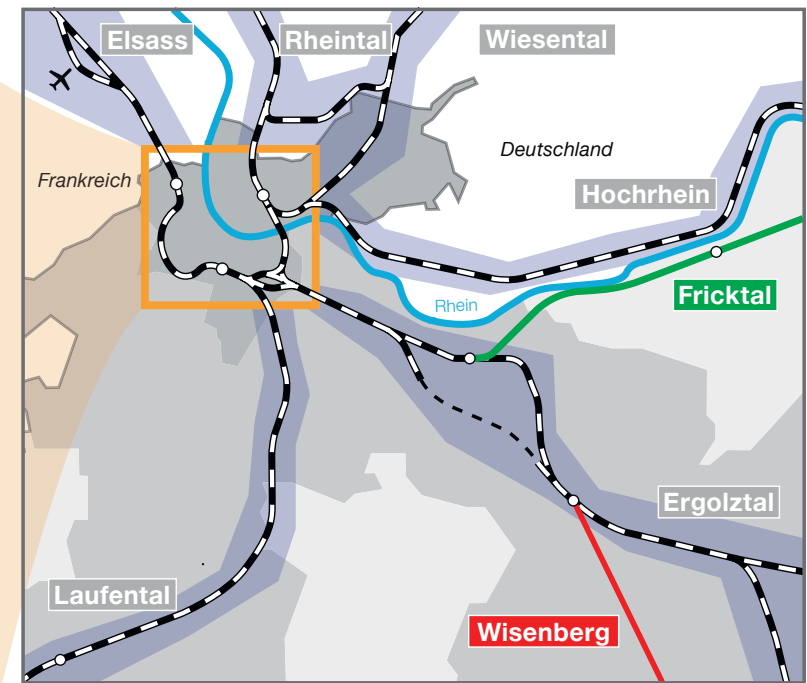 Elsass
Rheintal
Wiesental
Frankreich
Deutschland
Hochrhein
Rhein
Fricktal
Ergolztal
Laufental
Wisenberg